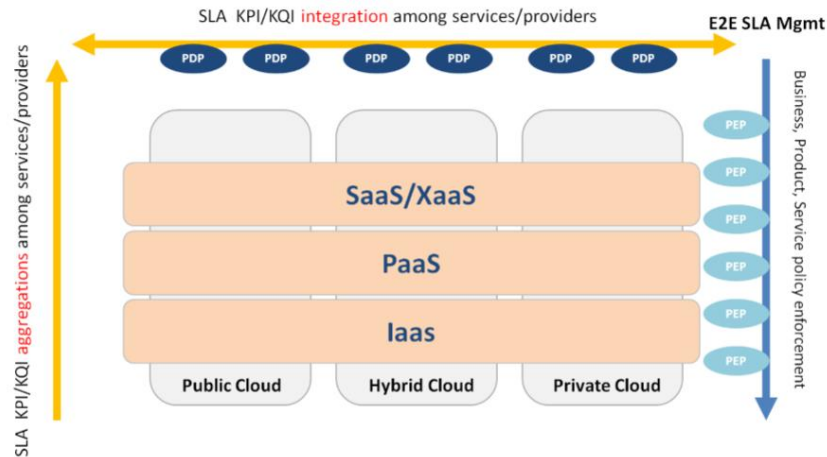 SLA KPI/KQI integration among services/providers
E2E SLA Mgmt
PDP PDP PDP PDP PDP PDP
SLA KPI/KQI aggregations among services/providers
Business, Product, Service policy enforcement
PEP
PEP
SaaS/XaaS
PEP
PaaS
PEP
Iaas
PEP
PEP
Public Cloud
Hybrid Cloud
Private Cloud